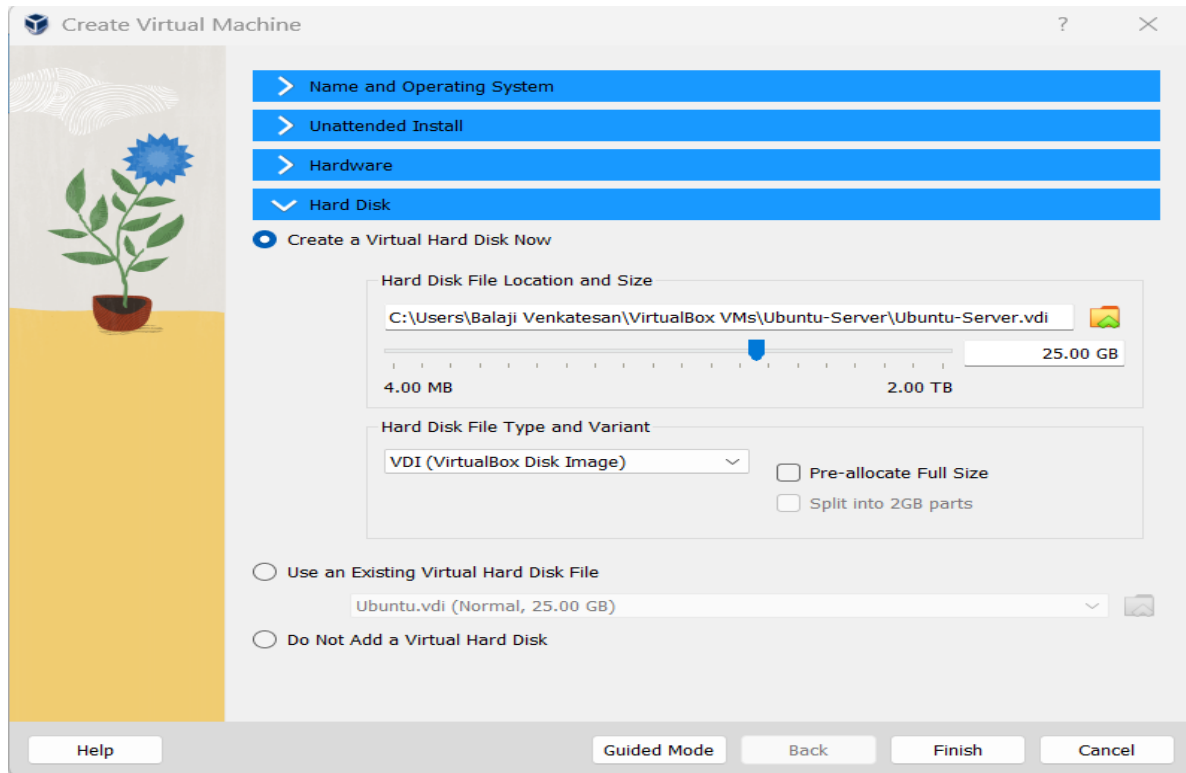 Create Virtual Machine ?
Name and Operating System
Unattended Install
Hardware
Hard Disk
Create a Virtual Hard Disk Now
Hard Disk File Location and Size
C:\Users\Balaji Venkatesan\VirtualBox VMs\Ubuntu-Server\Ubuntu-Server.vdi
25.00 GB
4.00 MB 2.00 TB
Hard Disk File Type and Variant
VDI (VirtualBox Disk Image)
Pre-allocate Full Size
Split into 2GB parts
Use an Existing Virtual Hard Disk File
Ubuntu.vdi (Normal, 25.00 GB)
Do Not Add a Virtual Hard Disk
Help Guided Mode Back Finish Cancel